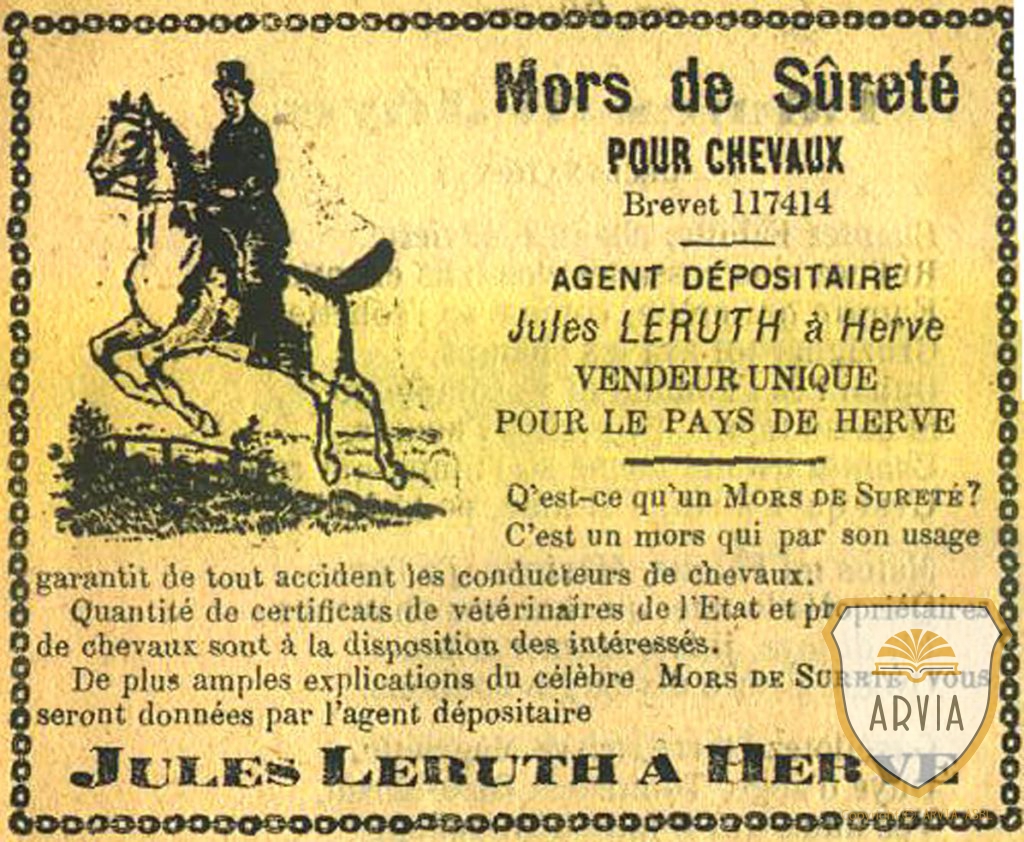 Mors de Sûreté
POUR CHEVAUX
Brevet 117414
AGENT DÉPOSITAIRE
Jules LERUTH à Herve
VENDEUR UNIQUE
POUR LE PAYS DE HERVE
Q'est-ce qu'un MORS DE SURETÉ?
C'est un mors qui par son usage
garantit de tout accident les conducteurs de chevaux.
Quantité de certificats de vétérinaires de l'Etat et propriétaires
de chevaux sont à la disposition des intéressés.
De plus amples explications du célèbre MORS DE SURETÉ vous
seront données par l'agent dépositaire
JULES LERUTH A HERVE
ARVIA